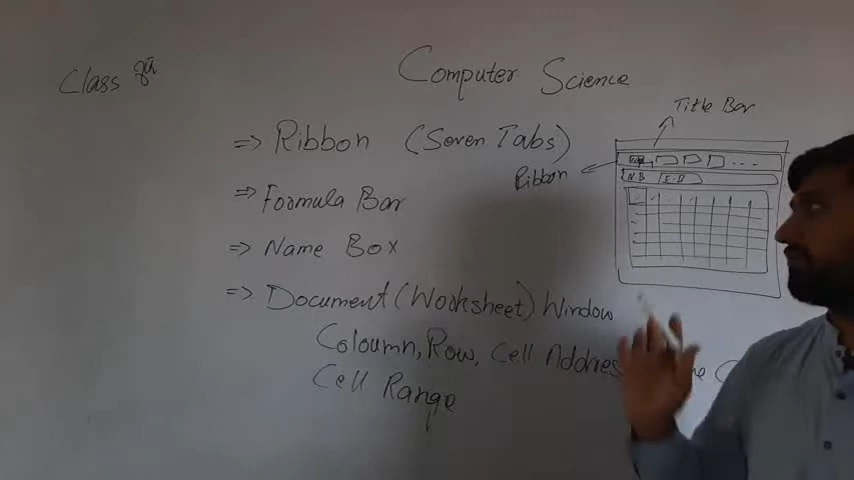 Class 8th
Computer Science
=> Ribbon (Seven Tabs)
=> Formula Bar
=> Name Box
=> Document (Worksheet) Window
Coloumn, Row, Cell Address
Cell Range
Title Bar
Ribbon
N B